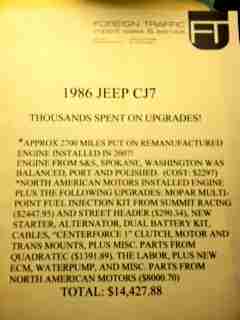 FOREIGN TRAFFIC
import sales & service
FT
1986 JEEP CJ7
THOUSANDS SPENT ON UPGRADES!
*APPROX 2700 MILES PUT ON REMANUFACTURED
ENGINE INSTALLED IN 2007!
ENGINE FROM S&S, SPOKANE, WASHINGTON WAS
BALANCED, PORT AND POLISHED. (COST: $2297)
*NORTH AMERICAN MOTORS INSTALLED ENGINE
PLUS THE FOLLOWING UPGRADES: MOPAR MULTI-
POINT FUEL INJECTION KIT FROM SUMMIT RACING
($2447.95) AND STREET HEADER ($290.34), NEW
STARTER, ALTERNATOR, DUAL BATTERY KIT,
CABLES, "CENTERFORCE 1" CLUTCH, MOTOR AND
TRANS MOUNTS, PLUS MISC. PARTS FROM
QUADRATEC ($1391.89). THE LABOR, PLUS NEW
ECM, WATERPUMP, AND MISC. PARTS FROM
NORTH AMERICAN MOTORS ($8000.70)
TOTAL: $14,427.88